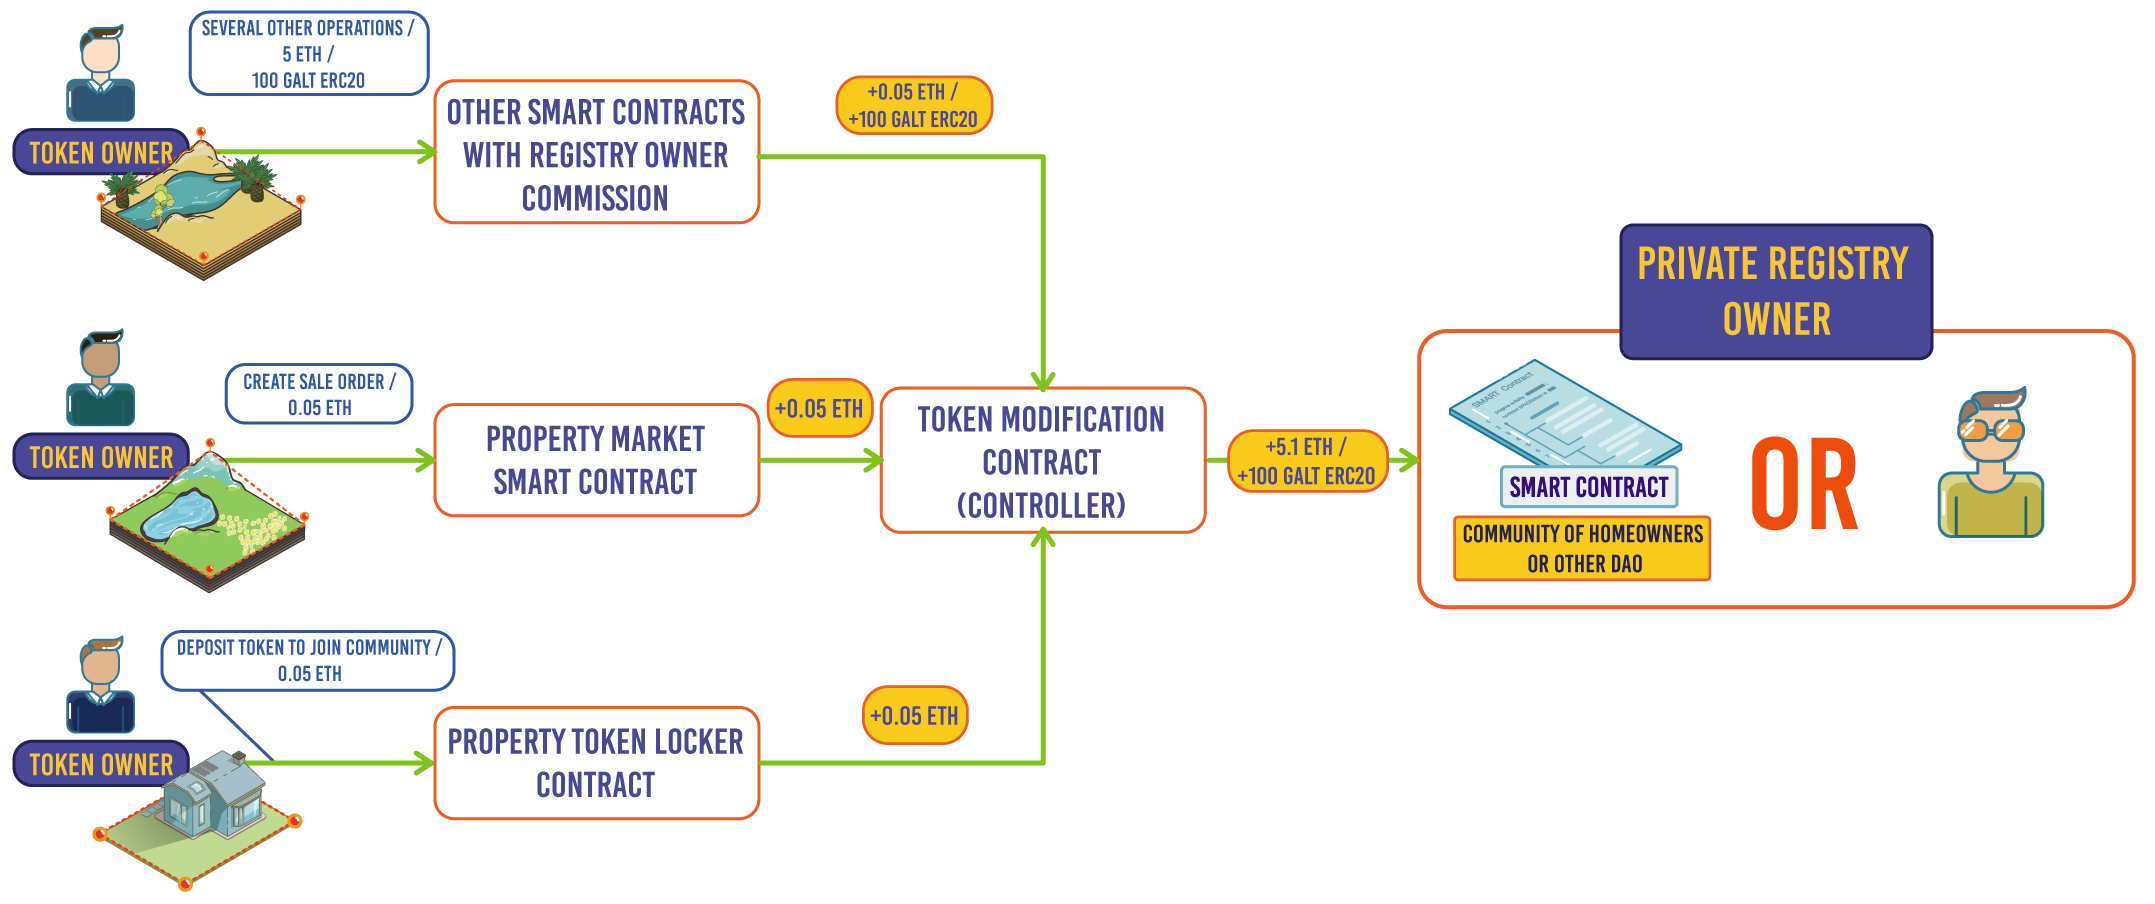 SEVERAL OTHER OPERATIONS /
5 ETH /
100 GALT ERC20
TOKEN OWNER
OTHER SMART CONTRACTS
WITH REGISTRY OWNER
COMMISSION
+0.05 ETH /
+100 GALT ERC20
CREATE SALE ORDER /
0.05 ETH
TOKEN OWNER
PROPERTY MARKET
SMART CONTRACT
+0.05 ETH
DEPOSIT TOKEN TO JOIN COMMUNITY /
0.05 ETH
TOKEN OWNER
PROPERTY TOKEN LOCKER
CONTRACT
+0.05 ETH
TOKEN MODIFICATION
CONTRACT
(CONTROLLER)
+5.1 ETH /
+100 GALT ERC20
PRIVATE REGISTRY
OWNER
SMART Contract
SMART CONTRACT
COMMUNITY OF HOMEOWNERS
OR OTHER DAO
OR